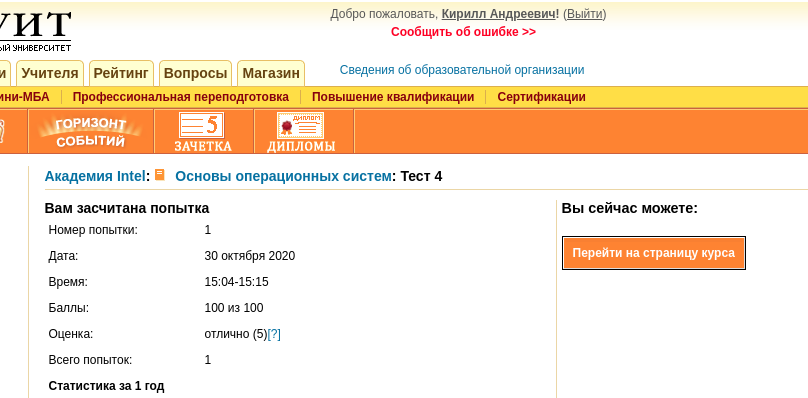 УИТ
Добро пожаловать, Кирилл Андреевич! (Выйти)
Сообщить об ошибке >>
ЫЙ УНИВЕРСИТЕТ
и Учителя Рейтинг Вопросы Магазин Сведения об образовательной организации
ини-МБА Профессиональная переподготовка Повышение квалификации Сертификации
ГОРИЗОНТ СОБЫТИЙ
5
ЗАЧЕТКА
ДИПЛОМ
ДИПЛОМЫ
Академия Intel: Основы операционных систем: Тест 4
Вам засчитана попытка
Номер попытки: 1
Дата: 30 октября 2020
Время: 15:04-15:15
Баллы: 100 из 100
Оценка: отлично (5)[?]
Всего попыток: 1
Статистика за 1 год
Вы сейчас можете:
Перейти на страницу курса